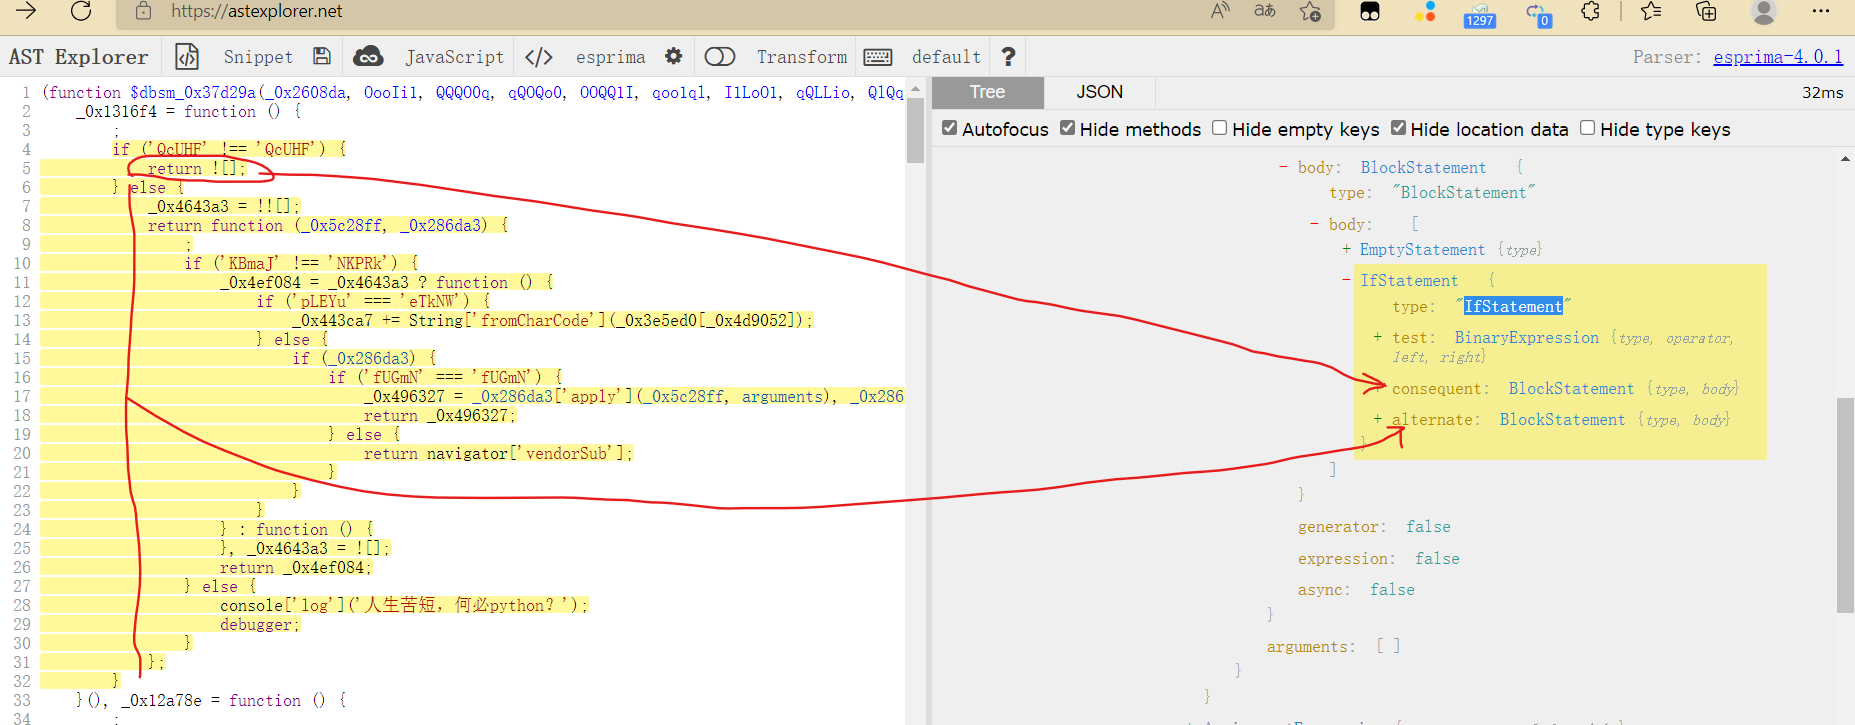 https://astexplorer.net
1297
0
AST Explorer Snippet JavaScript esprima Transform default ? Parser: esprima-4.0.1
1 (function $dbsm_0x37d29a(_0x2608da, OooIi1, QQQO0q, qOOQoO, OOQQ1I, qoo1ql, I1LoO1, qQLLio, QlQq
2 _0x1316f4 = function () {
3 ;
4 if ('QcUHF' !== 'QcUHF') {
5 return ![];
6 } else {
7 _0x4643a3 = !![];
8 return function (_0x5c28ff, _0x286da3) {
9 ;
10 if ('KBmaJ' !== 'NKPRk') {
11 _0x4ef084 = _0x4643a3 ? function () {
12 if ('pLEYu' === 'eTkNW') {
13 _0x443ca7 += String['fromCharCode'](_0x3e5ed0[_0x4d9052]);
14 } else {
15 if (_0x286da3) {
16 if ('fUGmN' === 'fUGmN') {
17 _0x496327 = _0x286da3['apply'](_0x5c28ff, arguments), _0x286
18 return _0x496327;
19 } else {
20 return navigator['vendorSub'];
21 }
22 }
23 }
24 } : function () {
25 }, _0x4643a3 = ![];
26 return _0x4ef084;
27 } else {
28 console['log']('人生苦短，何必python？');
29 debugger;
30 }
31 };
32 }
33 }(), _0x12a78e = function () {
34 ;
Tree JSON 32ms
Autofocus Hide methods Hide empty keys Hide location data Hide type keys
- body: BlockStatement {
type: "BlockStatement"
- body: [
+ EmptyStatement {type}
- IfStatement {
type: "IfStatement"
+ test: BinaryExpression {type, operator,
left, right}
consequent: BlockStatement {type, body}
+ alternate: BlockStatement {type, body}
}
]
}
generator: false
expression: false
async: false
}
arguments: [ ]
}
}